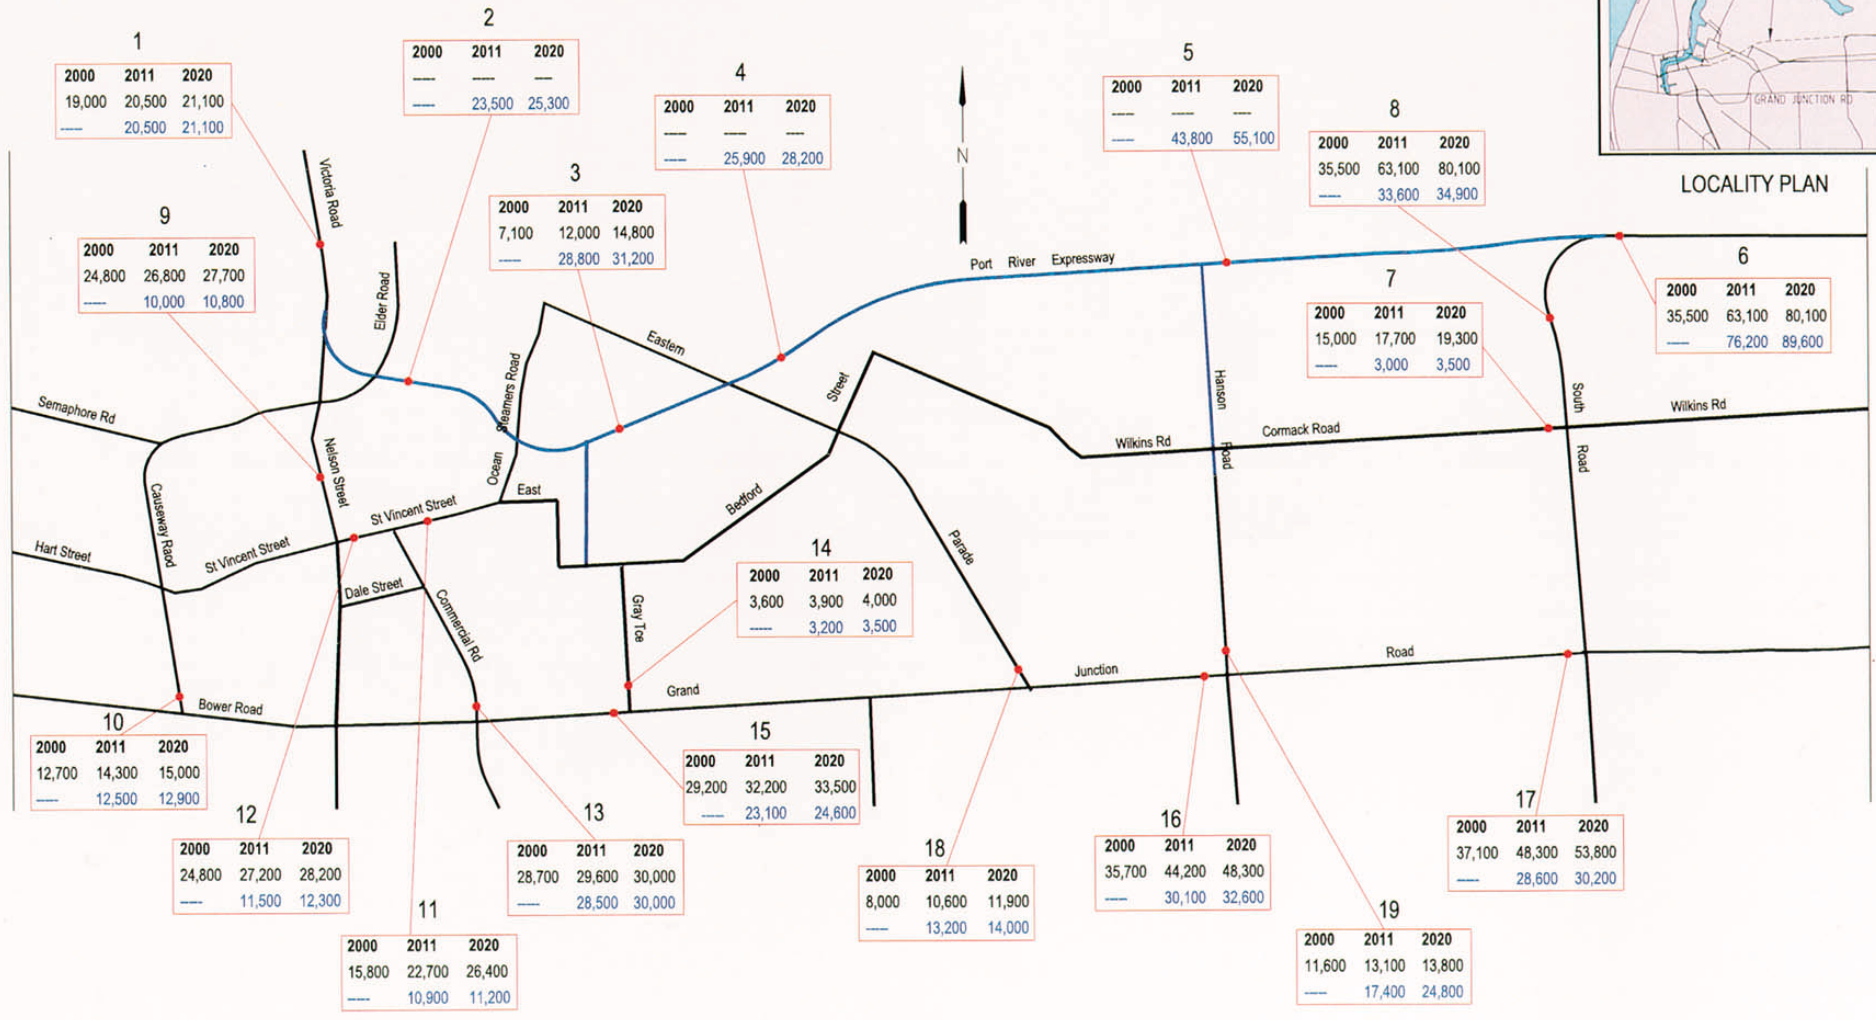 1
2000 2011 2020
19,000 20,500 21,100
---- 20,500 21,100
2
2000 2011 2020
---- ---- ----
---- 23,500 25,300
4
2000 2011 2020
---- ---- ----
---- 25,900 28,200
5
2000 2011 2020
---- ---- ----
---- 43,800 55,100
8
2000 2011 2020
35,500 63,100 80,100
---- 33,600 34,900
GRAND JUNCTION RD
LOCALITY PLAN
3
2000 2011 2020
7,100 12,000 14,800
---- 28,800 31,200
9
2000 2011 2020
24,800 26,800 27,700
---- 10,000 10,800
N
6
2000 2011 2020
35,500 63,100 80,100
---- 76,200 89,600
7
2000 2011 2020
15,000 17,700 19,300
---- 3,000 3,500
Victoria Road
Elder Road
Port River Expressway
Eastern
Steamers Road
Street
Hanson
South
Semaphore Rd
Wilkins Rd
Cormack Road
Wilkins Rd
Nelson Street
Ocean
Road
Road
East
Bedford
Causeway Raod
St Vincent Street
Hart Street
St Vincent Street
Parade
Dale Street
Commercial Rd
Gray Tce
14
2000 2011 2020
3,600 3,900 4,000
---- 3,200 3,500
Bower Road
Grand
Junction
Road
10
2000 2011 2020
12,700 14,300 15,000
---- 12,500 12,900
15
2000 2011 2020
29,200 32,200 33,500
---- 23,100 24,600
12
2000 2011 2020
24,800 27,200 28,200
---- 11,500 12,300
13
2000 2011 2020
28,700 29,600 30,000
---- 28,500 30,000
18
2000 2011 2020
8,000 10,600 11,900
---- 13,200 14,000
16
2000 2011 2020
35,700 44,200 48,300
---- 30,100 32,600
17
2000 2011 2020
37,100 48,300 53,800
---- 28,600 30,200
11
2000 2011 2020
15,800 22,700 26,400
---- 10,900 11,200
19
2000 2011 2020
11,600 13,100 13,800
---- 17,400 24,800